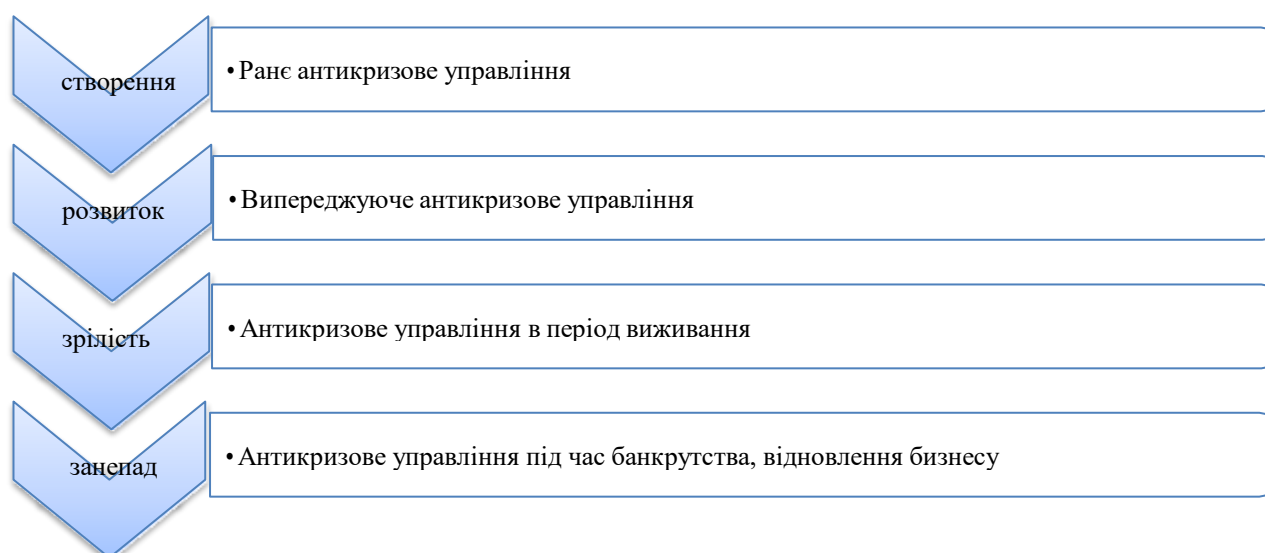 створення
• Ранє антикризове управління
розвиток
• Випереджуюче антикризове управління
зрілість
• Антикризове управління в період виживання
занепад
• Антикризове управління під час банкрутства, відновлення бизнесу